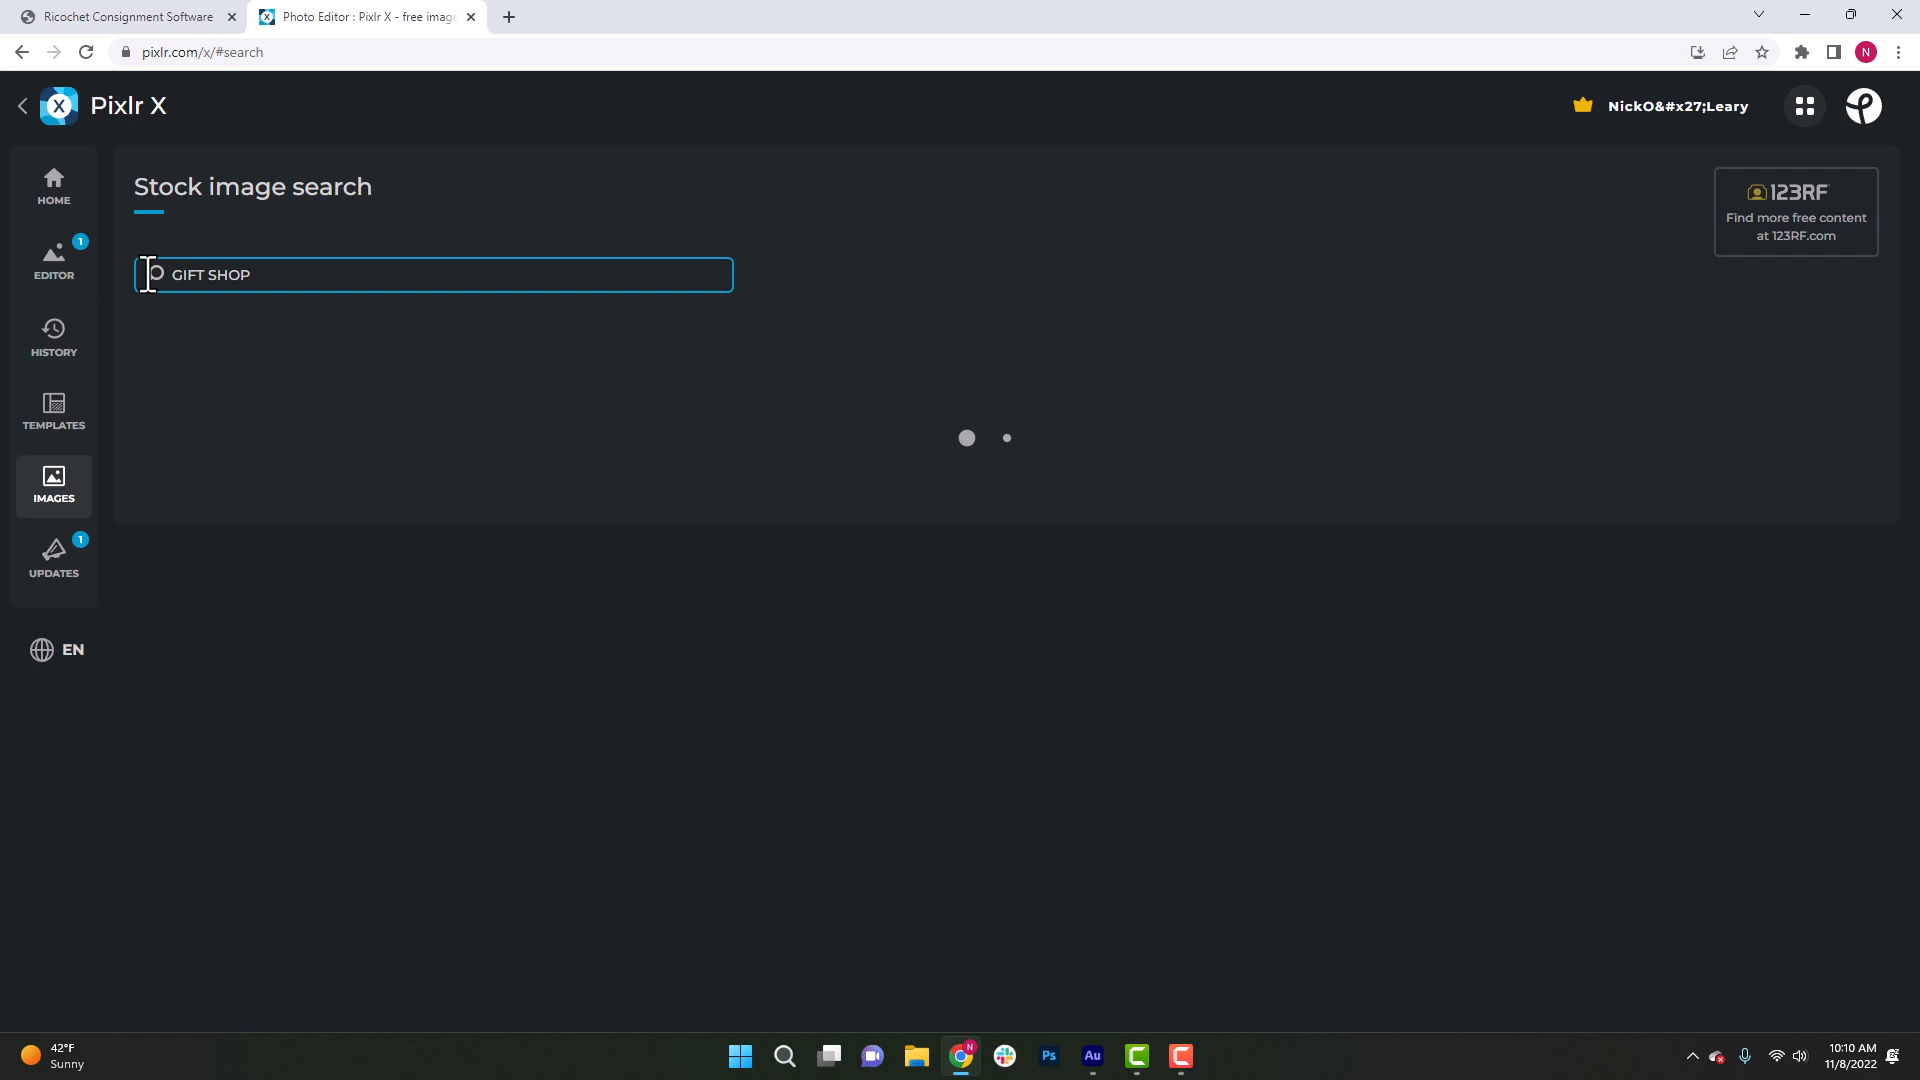 Ricochet Consignment Software
Photo Editor : Pixlr X - free image
pixlr.com/x/#search
N
X
Pixlr X
NickO&#x27;Leary
HOME
1
EDITOR
HISTORY
TEMPLATES
IMAGES
1
UPDATES
EN
Stock image search
GIFT SHOP
123RF
Find more free content
at 123RF.com
42°F
Sunny
N
Ps
Au
10:10 AM
11/8/2022